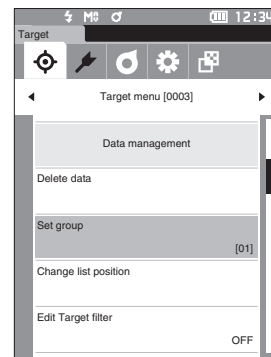 12:34
Target
Target menu [0003]
Data management
Delete data
Set group
[01]
Change list position
Edit Target filter
OFF